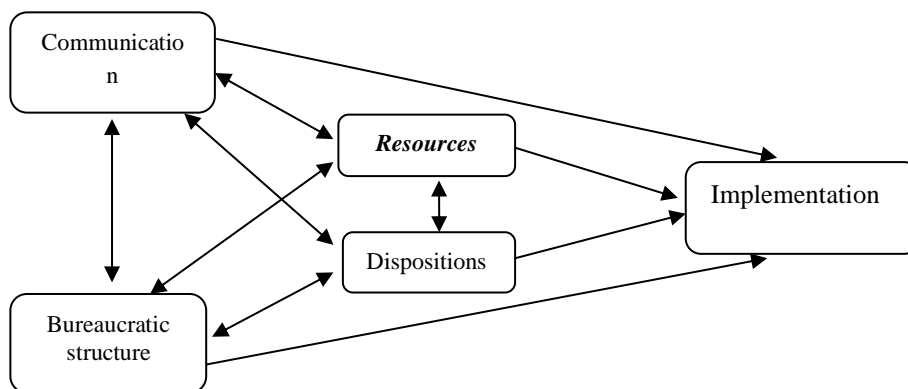 Communicatio
n
Resources
Implementation
Dispositions
Bureaucratic
structure